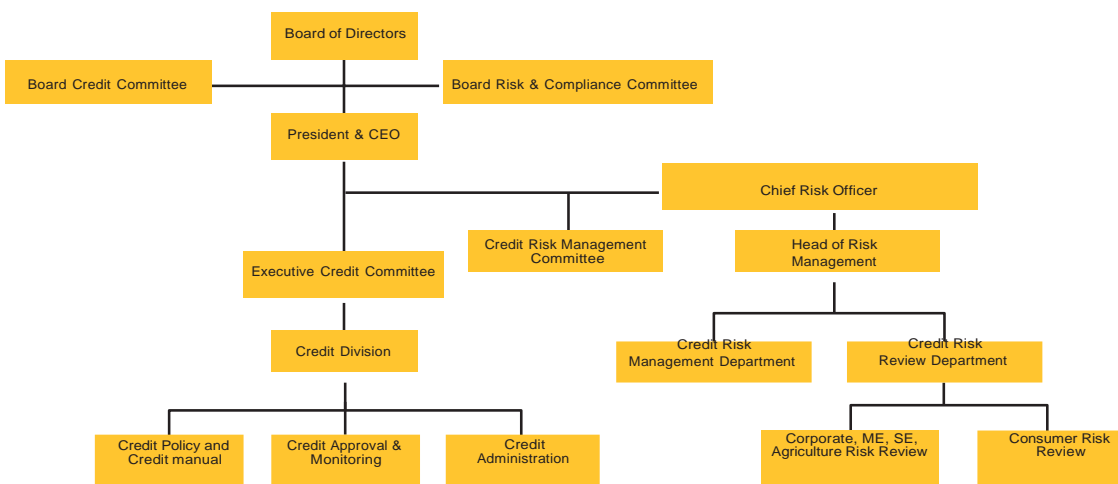 Board of Directors
Board Credit Committee
Board Risk & Compliance Committee
President & CEO
Chief Risk Officer
Credit Risk Management
Committee
Head of Risk
Management
Executive Credit Committee
Credit Division
Credit Risk
Management Department
Credit Risk
Review Department
Credit Policy and
Credit manual
Credit Approval &
Monitoring
Credit
Administration
Corporate, ME, SE,
Agriculture Risk Review
Consumer Risk
Review